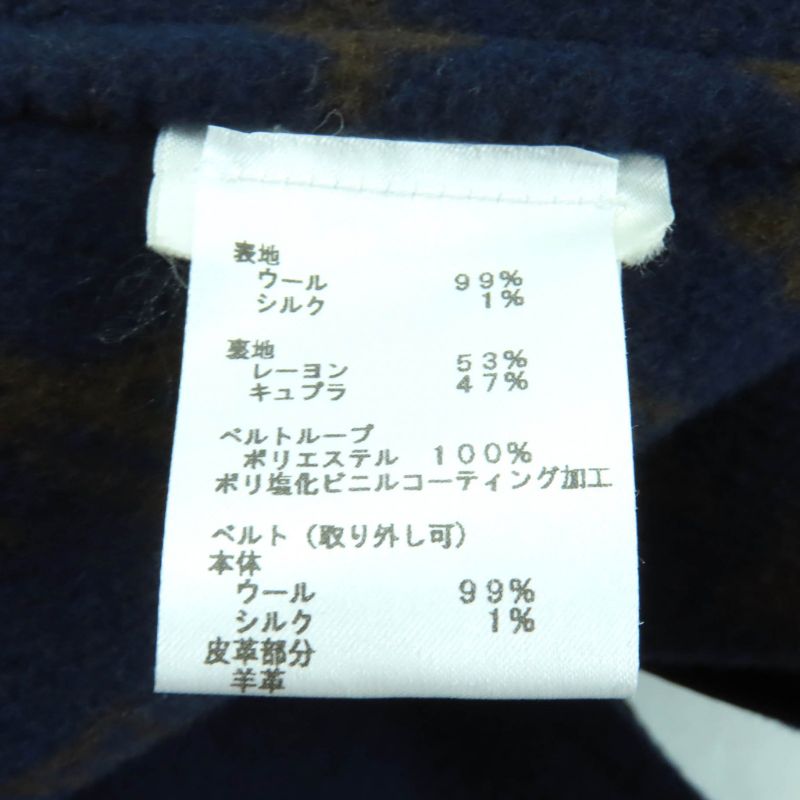 表地
ウール 99%
シルク 1%
裏地
レーヨン 53%
キュプラ 47%
ベルトループ
ポリエステル 100%
ポリ塩化ビニルコーティング加工
ベルト(取り外し可)
本体
ウール 99%
シルク 1%
皮革部分
羊革